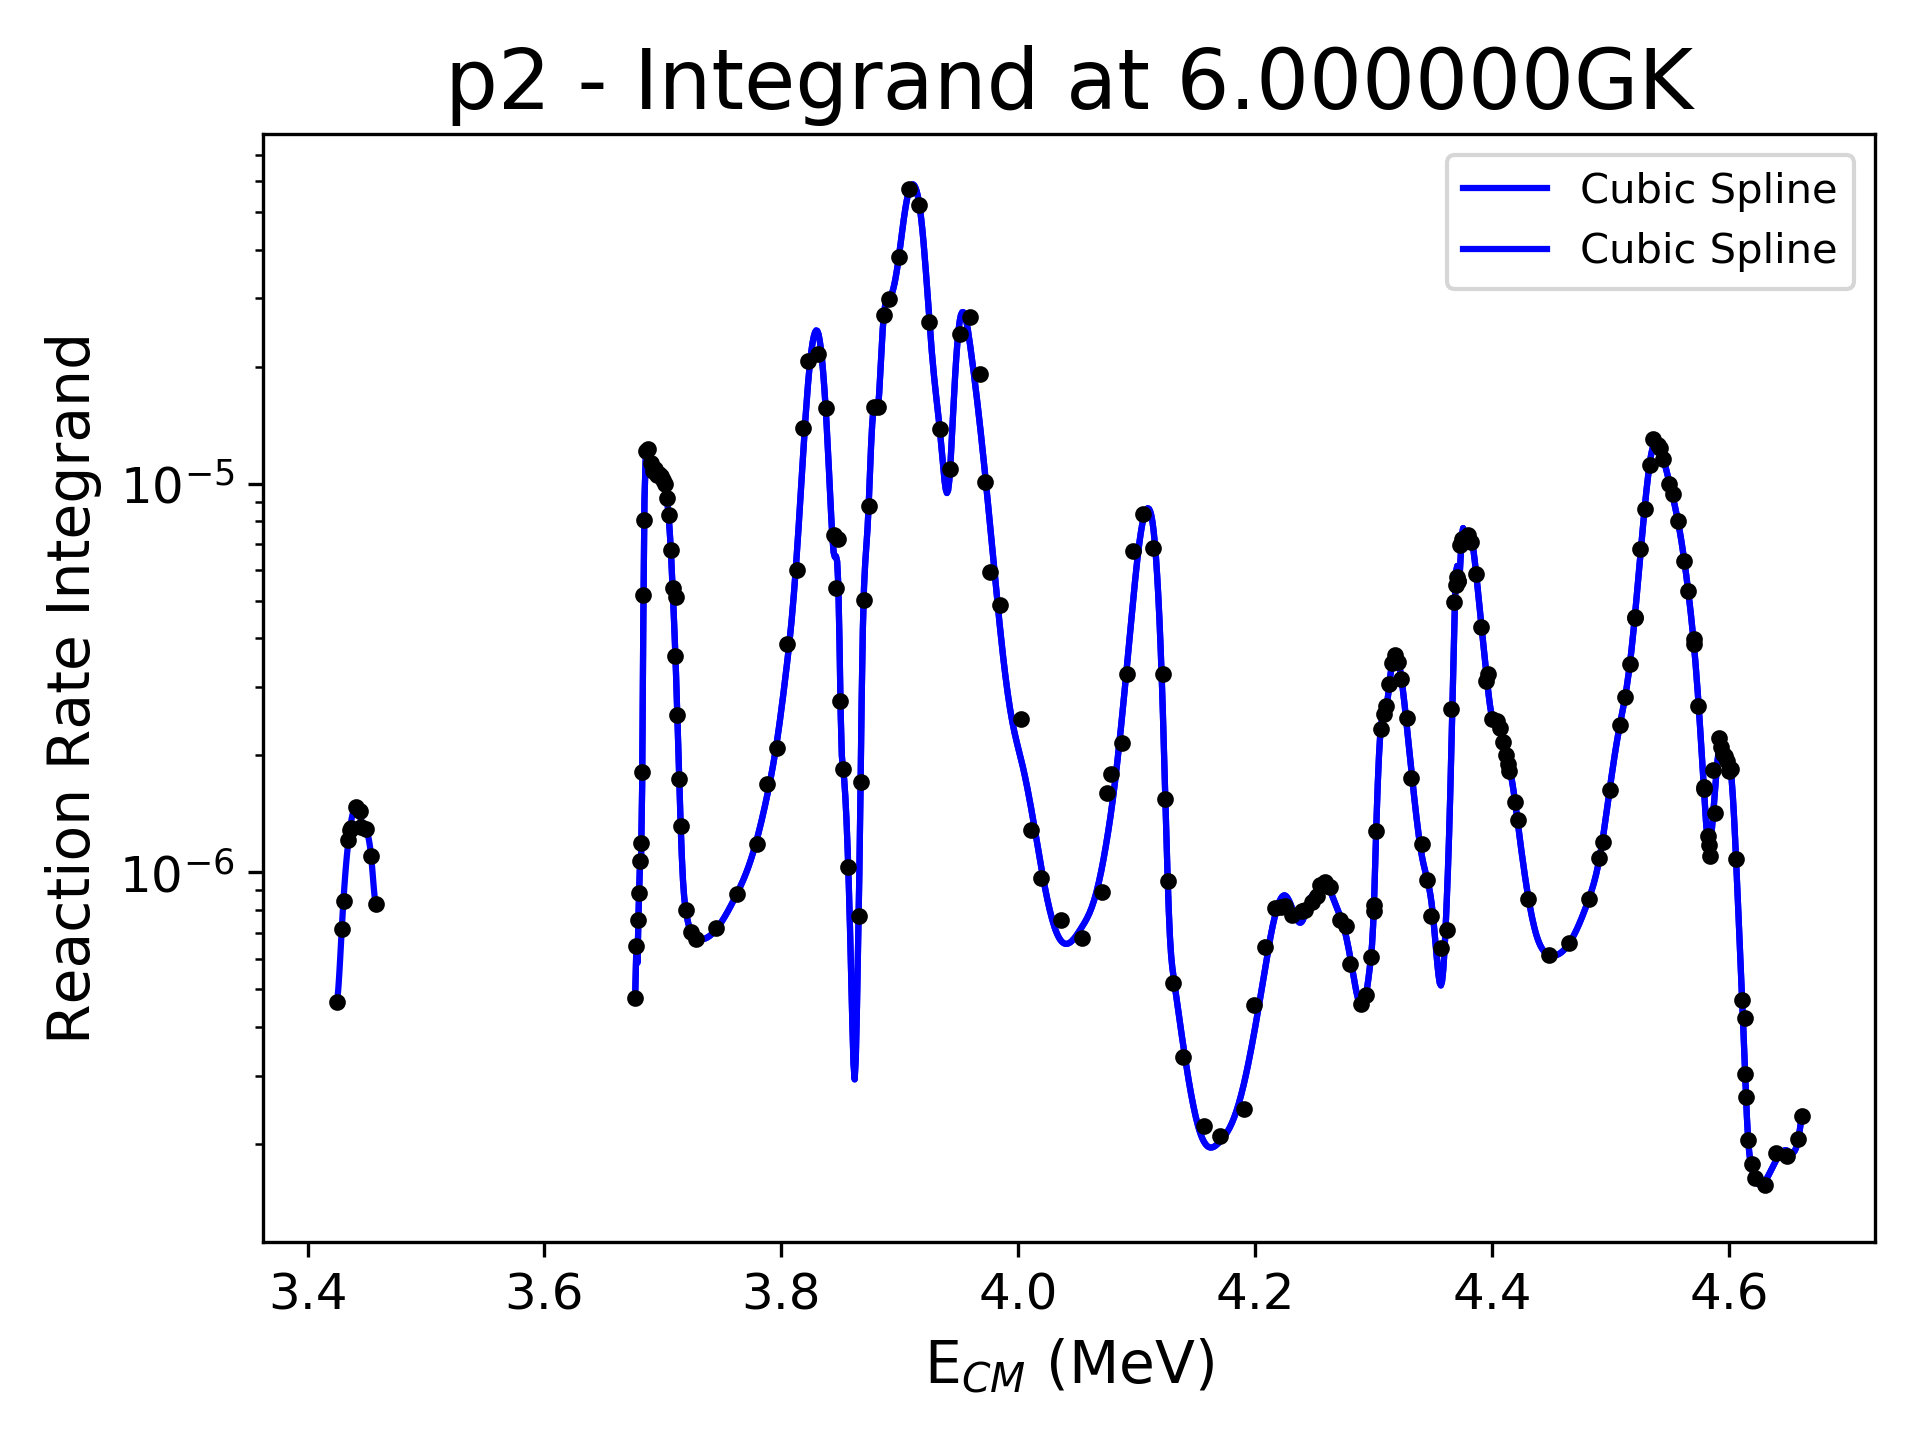 p2 - Integrand at 6.000000GK
Cubic Spline
Cubic Spline
Reaction Rate Integrand
10⁻⁵
10⁻⁶
3.4 3.6 3.8 4.0 4.2 4.4 4.6
E_CM (MeV)